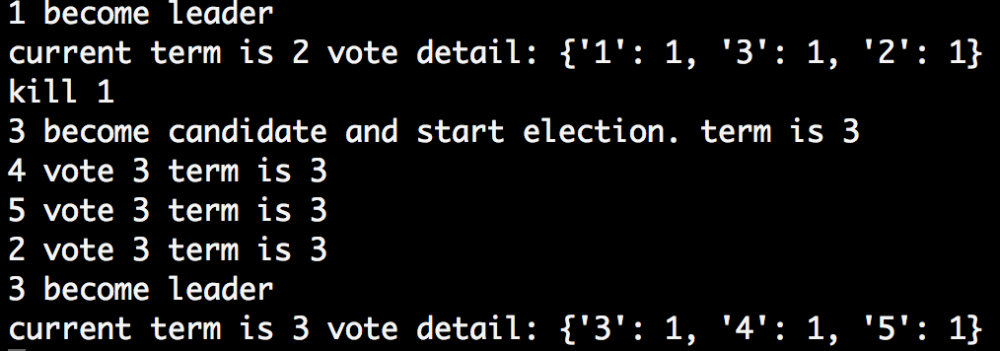 1 become leader
current term is 2 vote detail: {'1': 1, '3': 1, '2': 1}
kill 1
3 become candidate and start election. term is 3
4 vote 3 term is 3
5 vote 3 term is 3
2 vote 3 term is 3
3 become leader
current term is 3 vote detail: {'3': 1, '4': 1, '5': 1}